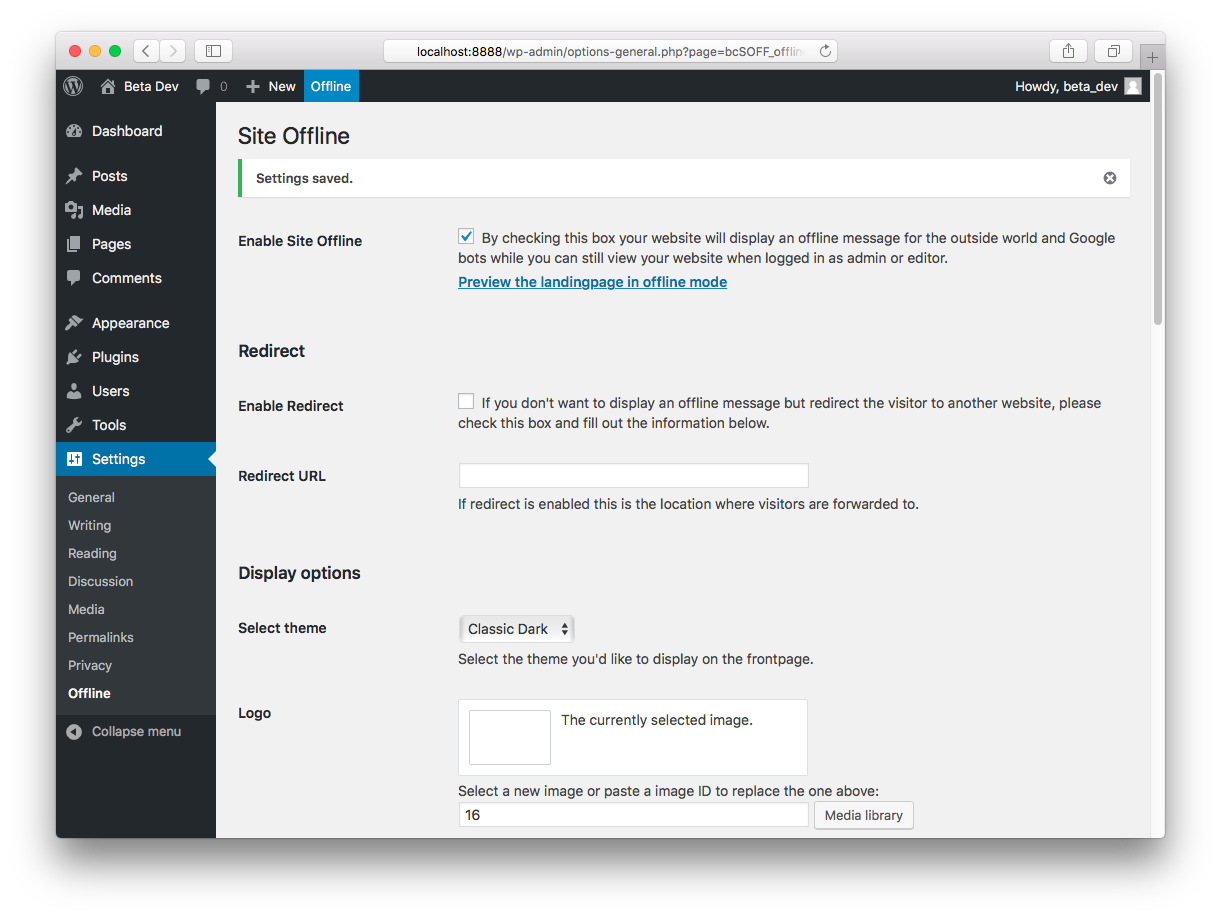 localhost:8888/wp-admin/options-general.php?page=bcSOFF_offlin
Beta Dev 0 New Offline Howdy, beta_dev
Dashboard
Posts
Media
Pages
Comments
Appearance
Plugins
Users
Tools
Settings
General
Writing
Reading
Discussion
Media
Permalinks
Privacy
Offline
Collapse menu
Site Offline
Settings saved.
Enable Site Offline
By checking this box your website will display an offline message for the outside world and Google
bots while you can still view your website when logged in as admin or editor.
Preview the landingpage in offline mode
Redirect
Enable Redirect
If you don't want to display an offline message but redirect the visitor to another website, please
check this box and fill out the information below.
Redirect URL
If redirect is enabled this is the location where visitors are forwarded to.
Display options
Select theme
Classic Dark
Select the theme you'd like to display on the frontpage.
Logo
The currently selected image.
Select a new image or paste a image ID to replace the one above:
16
Media library